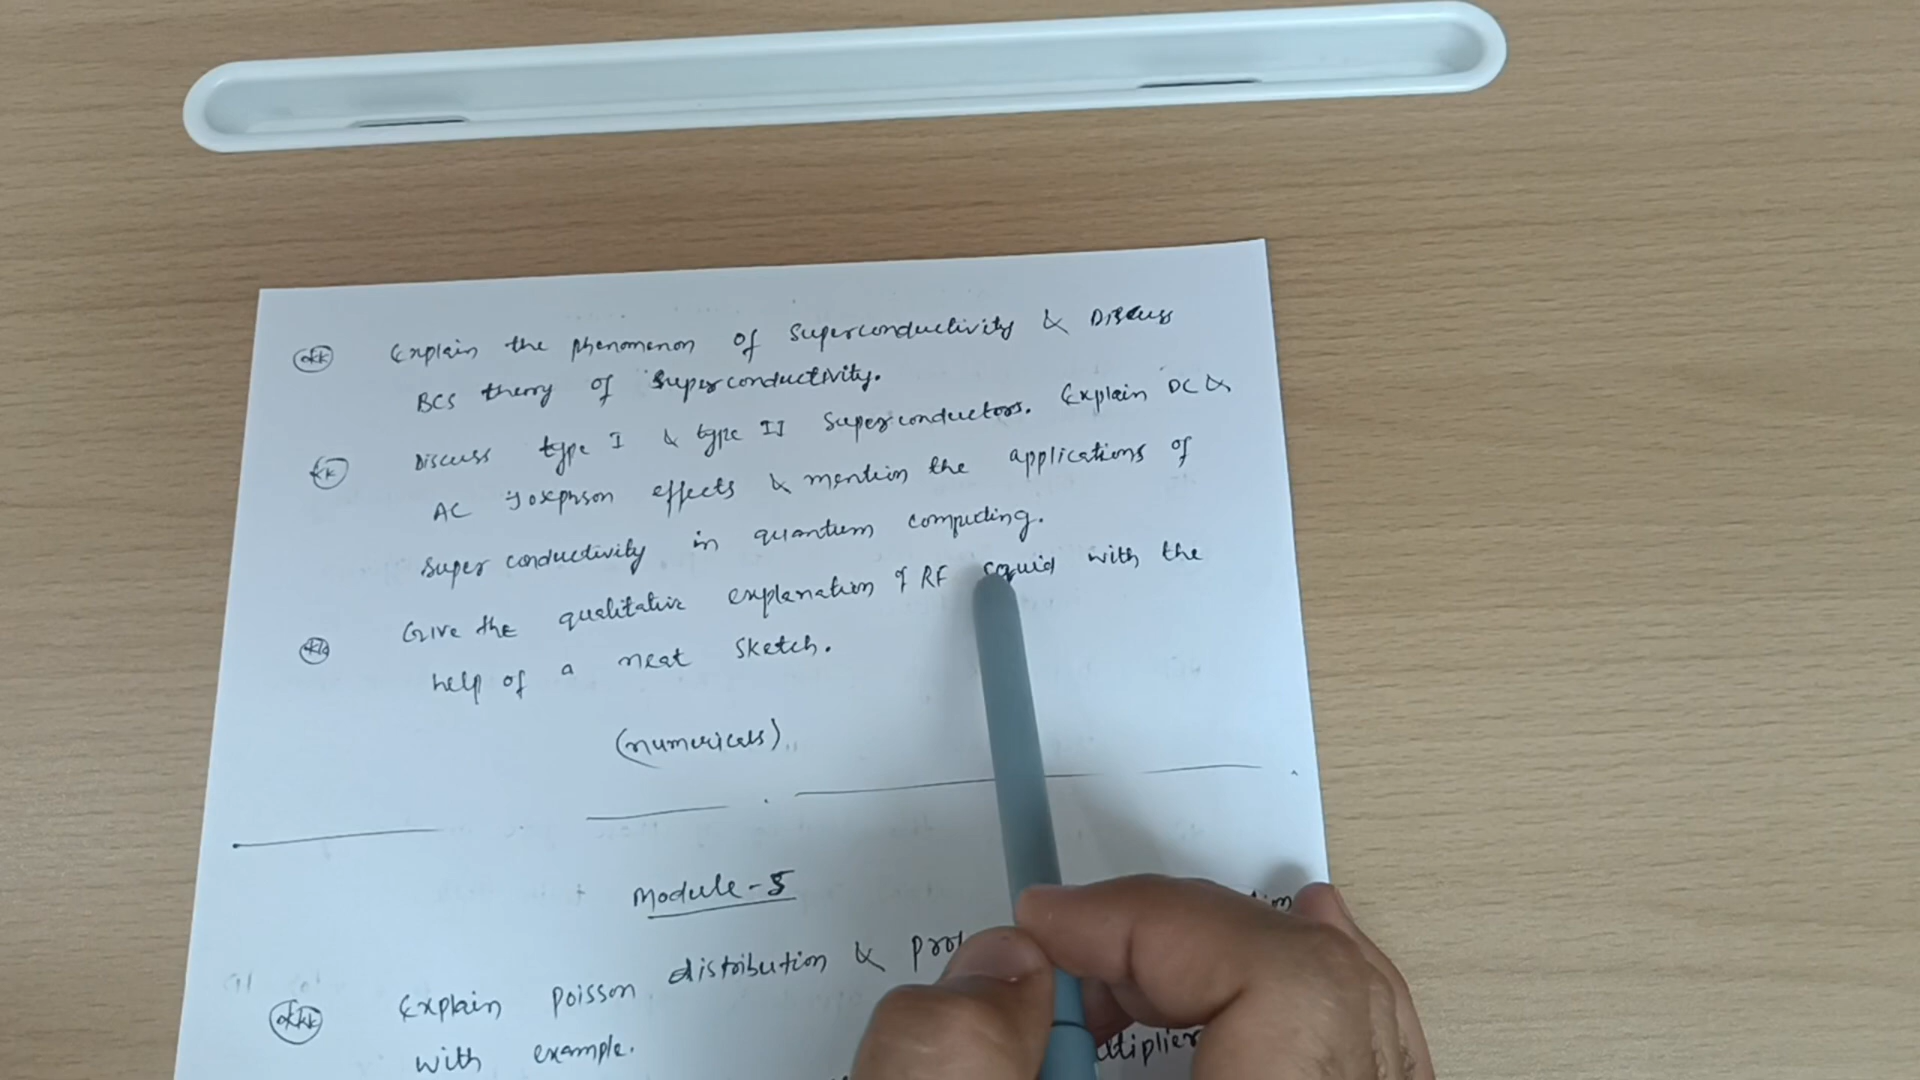 Explain the phenomenon of superconductivity & Discuss
BCS theory of superconductivity.
Discuss type I & type II superconductors. Explain DC &
AC Josephson effects & mention the applications of
super conductivity in quantum computing.
Give the qualitative explanation of RF squid with the
help of a neat sketch.
(numericals)
Module-5
Explain poisson distribution &
with example.